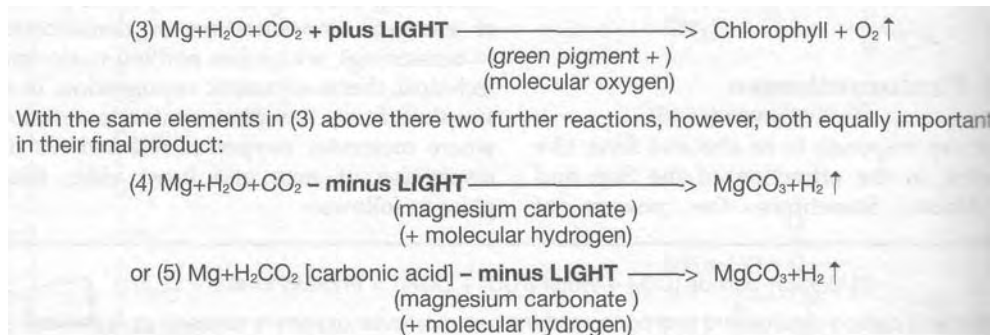 (3) Mg+H₂O+CO₂ + plus LIGHT ————————> Chlorophyll + O₂↑
(green pigment + )
(molecular oxygen)
With the same elements in (3) above there two further reactions, however, both equally important
in their final product:
(4) Mg+H₂O+CO₂ – minus LIGHT ————————> MgCO₃+H₂ ↑
(magnesium carbonate )
(+ molecular hydrogen)
or (5) Mg+H₂CO₂ [carbonic acid] – minus LIGHT ———> MgCO₃+H₂ ↑
(magnesium carbonate )
(+ molecular hydrogen)